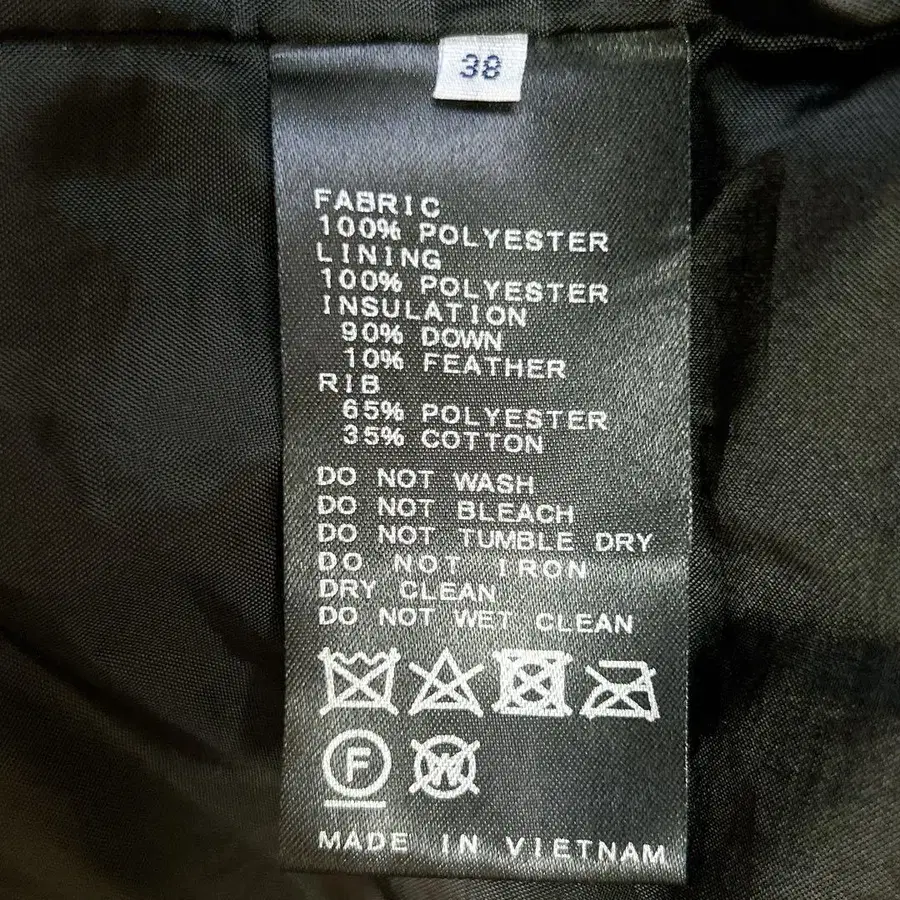 38
FABRIC
100% POLYESTER
LINING
100% POLYESTER
INSULATION
90% DOWN
10% FEATHER
RIB
65% POLYESTER
35% COTTON
DO NOT WASH
DO NOT BLEACH
DO NOT TUMBLE DRY
DO NOT IRON
DRY CLEAN
DO NOT WET CLEAN
F W
MADE IN VIETNAM